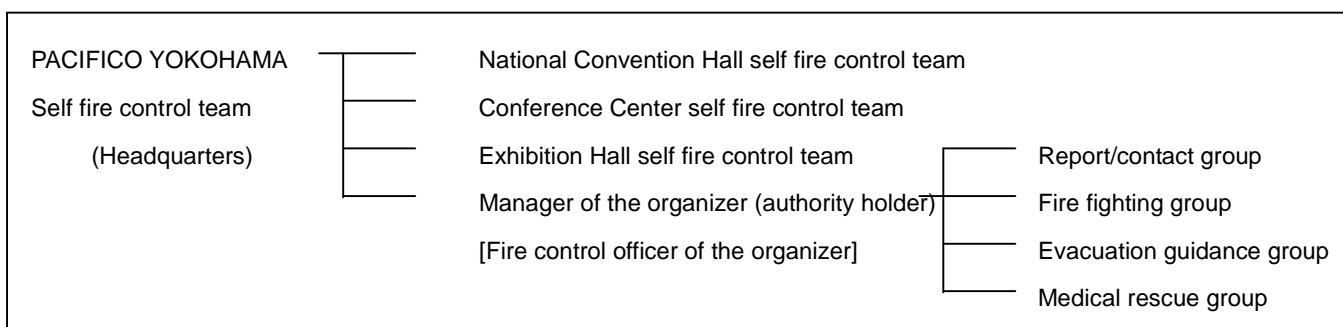 PACIFICO YOKOHAMA National Convention Hall self fire control team
Self fire control team Conference Center self fire control team
(Headquarters) Exhibition Hall self fire control team Report/contact group
Manager of the organizer (authority holder) Fire fighting group
[Fire control officer of the organizer] Evacuation guidance group
Medical rescue group